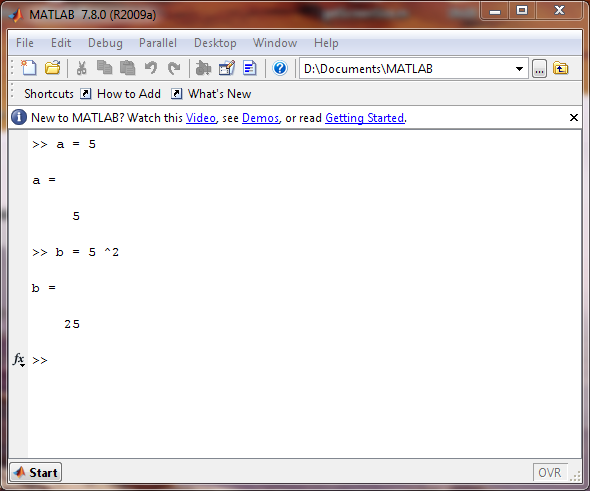 MATLAB 7.8.0 (R2009a)
File Edit Debug Parallel Desktop Window Help
D:\Documents\MATLAB ...
Shortcuts How to Add What's New
New to MATLAB? Watch this Video, see Demos, or read Getting Started.
>> a = 5
a =
5
>> b = 5 ^2
b =
25
fx >>
Start OVR